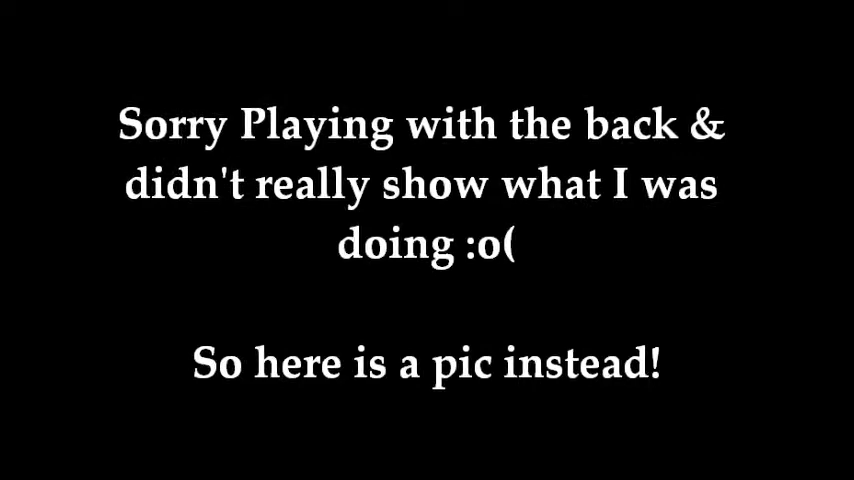 Sorry Playing with the back &
didn't really show what I was
doing :o(
So here is a pic instead!